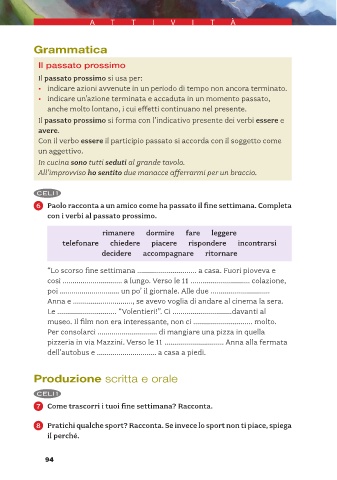 ATTIVITÀ
Grammatica
Il passato prossimo
Il passato prossimo si usa per:
• indicare azioni avvenute in un periodo di tempo non ancora terminato.
• indicare un'azione terminata e accaduta in un momento passato,
anche molto lontano, i cui effetti continuano nel presente.
Il passato prossimo si forma con l'indicativo presente dei verbi essere e
avere.
Con il verbo essere il participio passato si accorda con il soggetto come
un aggettivo.
In cucina sono tutti seduti al grande tavolo.
All'improvviso ho sentito due manacce afferrarmi per un braccio.
CELI 1
6 Paolo racconta a un amico come ha passato il fine settimana. Completa
con i verbi al passato prossimo.
rimanere dormire fare leggere
telefonare chiedere piacere rispondere incontrarsi
decidere accompagnare ritornare
"Lo scorso fine settimana ............................ a casa. Fuori pioveva e
così ............................ a lungo. Verso le 11 ............................ colazione,
poi ............................ un po' il giornale. Alle due ............................
Anna e ............................, se avevo voglia di andare al cinema la sera.
Le ............................ "Volentieri!". Ci ............................davanti al
museo. Il film non era interessante, non ci ............................ molto.
Per consolarci ............................ di mangiare una pizza in quella
pizzeria in via Mazzini. Verso le 11 ............................ Anna alla fermata
dell'autobus e ............................ a casa a piedi.
Produzione scritta e orale
CELI 1
7 Come trascorri i tuoi fine settimana? Racconta.
8 Pratichi qualche sport? Racconta. Se invece lo sport non ti piace, spiega
il perché.
94